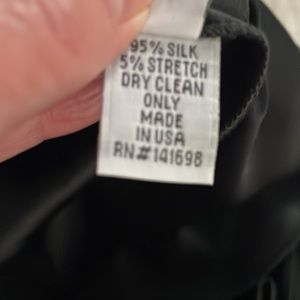 95% SILK
5% STRETCH
DRY CLEAN
ONLY
MADE
IN USA
RN#141698